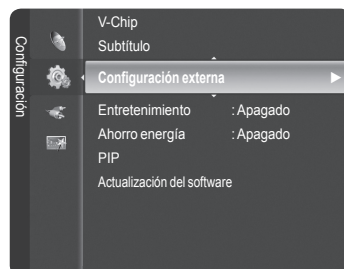 Configuración
V-Chip
Subtítulo
Configuración externa
Entretenimiento : Apagado
Ahorro energía : Apagado
PIP
Actualización del software